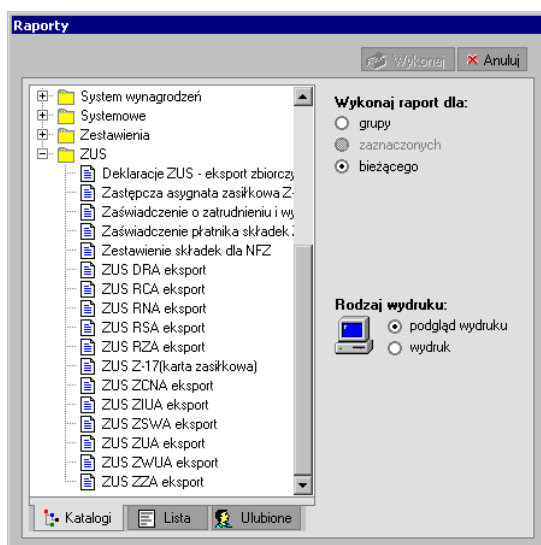 Raporty
Wykonaj
Anuluj
System wynagrodzeń
Systemowe
Zestawienia
ZUS
Deklaracje ZUS - eksport zbiorczy
Zastępcza asygnata zasiłkowa Z-
Zaświadczenie o zatrudnieniu i wy
Zaświadczenie płatnika składek
Zestawienie składek dla NFZ
ZUS DRA eksport
ZUS RCA eksport
ZUS RNA eksport
ZUS RSA eksport
ZUS RZA eksport
ZUS Z-17(karta zasiłkowa)
ZUS ZCNA eksport
ZUS ZIUA eksport
ZUS ZSWA eksport
ZUS ZUA eksport
ZUS ZWUA eksport
ZUS ZZA eksport
Katalogi
Lista
Ulubione
Wykonaj raport dla:
grupy
zaznaczonych
bieżącego
Rodzaj wydruku:
podgląd wydruku
wydruk